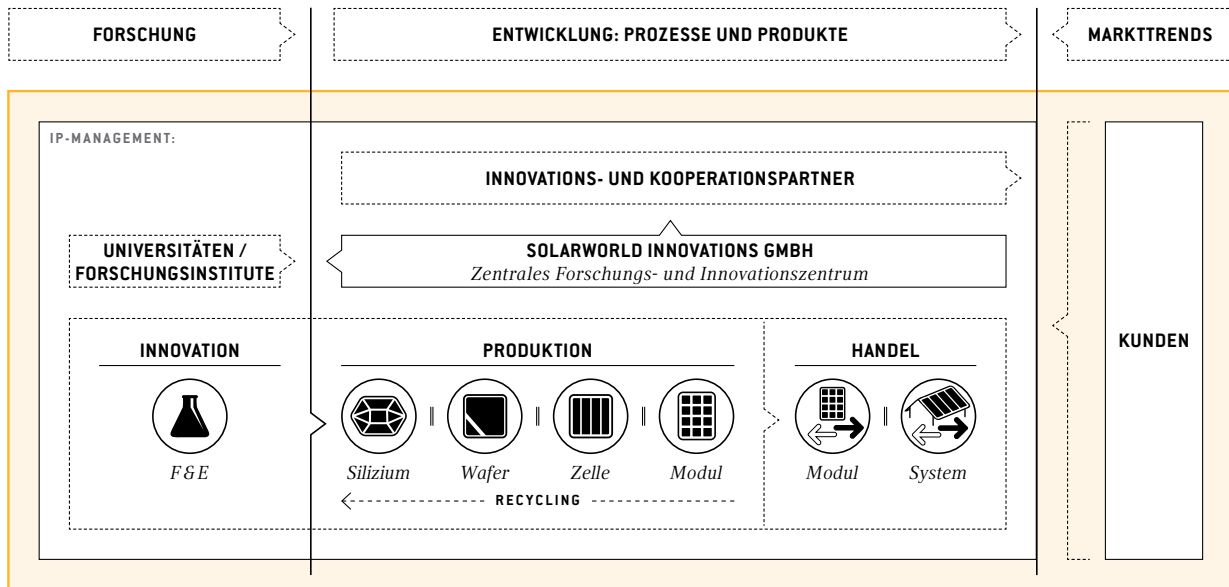 FORSCHUNG
ENTWICKLUNG: PROZESSE UND PRODUKTE
MARKTTRENDS
IP-MANAGEMENT:
INNOVATIONS- UND KOOPERATIONSPARTNER
UNIVERSITÄTEN /
FORSCHUNGSINSTITUTE
SOLARWORLD INNOVATIONS GMBH
Zentrales Forschungs- und Innovationszentrum
KUNDEN
INNOVATION
PRODUKTION
HANDEL
F & E
Silizium
Wafer
Zelle
Modul
Modul
System
RECYCLING